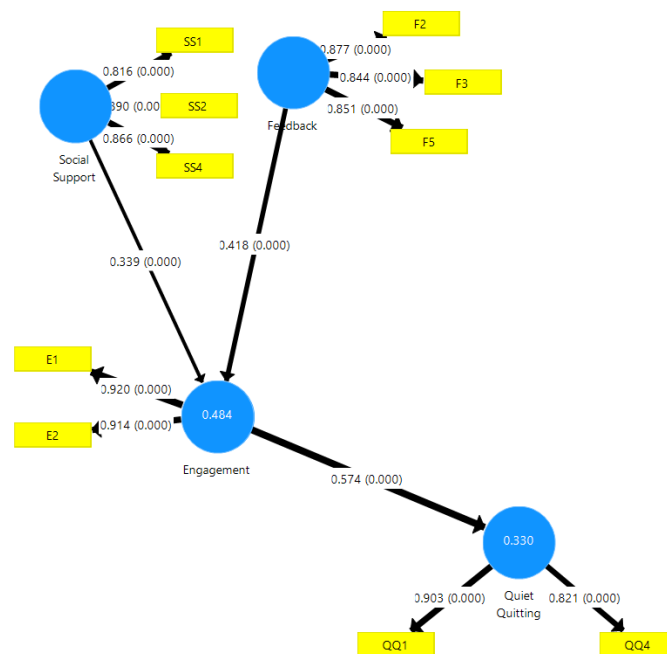 F2
SS1
0.877 (0.000)
0.816 (0.000)
0.844 (0.000)
F3
SS2
0.851 (0.000)
Feedback
0.866 (0.000)
F5
Social
Support
SS4
0.418 (0.000)
0.339 (0.000)
E1
0.920 (0.000)
0.484
0.914 (0.000)
E2
Engagement
0.574 (0.000)
0.330
Quiet
Quitting
0.903 (0.000)
0.821 (0.000)
QQ1
QQ4